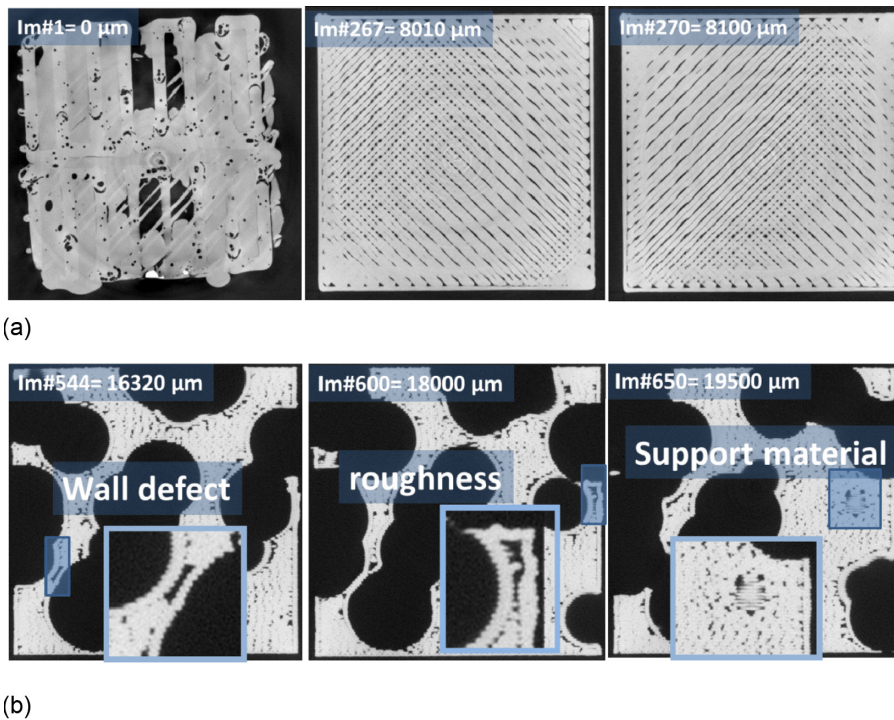 Im#1= 0 µm
Im#267= 8010 µm
Im#270= 8100 µm
(a)
Im#544= 16320 µm
Im#600= 18000 µm
Im#650= 19500 µm
Wall defect
roughness
Support material
(b)